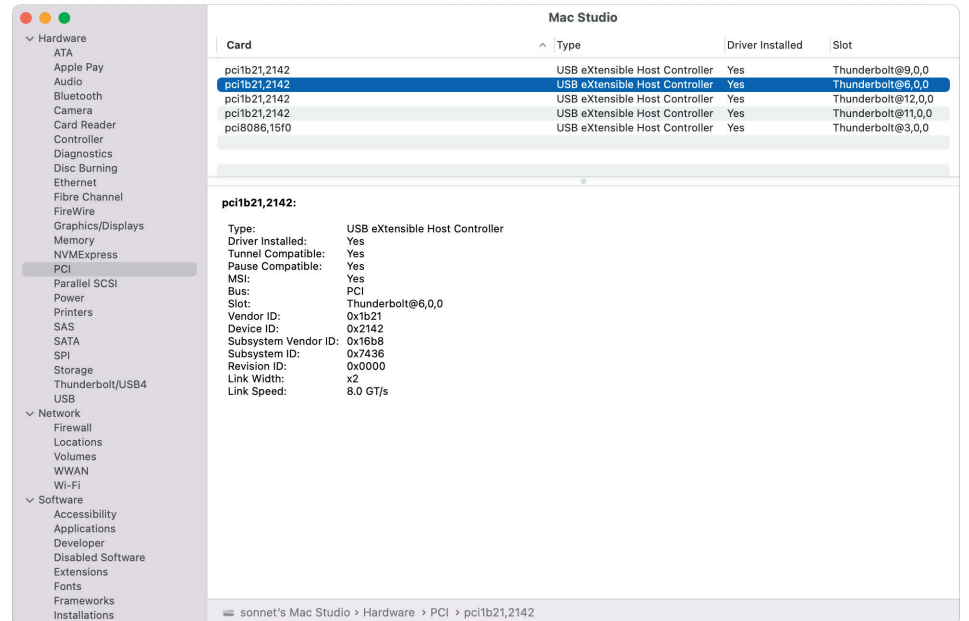 Mac Studio
Hardware
ATA
Apple Pay
Audio
Bluetooth
Camera
Card Reader
Controller
Diagnostics
Disc Burning
Ethernet
Fibre Channel
FireWire
Graphics/Displays
Memory
NVMExpress
PCI
Parallel SCSI
Power
Printers
SAS
SATA
SPI
Storage
Thunderbolt/USB4
USB
Network
Firewall
Locations
Volumes
WWAN
Wi-Fi
Software
Accessibility
Applications
Developer
Disabled Software
Extensions
Fonts
Frameworks
Installations
Card Type Driver Installed Slot
pci1b21,2142 USB eXtensible Host Controller Yes Thunderbolt@9,0,0
pci1b21,2142 USB eXtensible Host Controller Yes Thunderbolt@6,0,0
pci1b21,2142 USB eXtensible Host Controller Yes Thunderbolt@12,0,0
pci1b21,2142 USB eXtensible Host Controller Yes Thunderbolt@11,0,0
pci8086,15f0 USB eXtensible Host Controller Yes Thunderbolt@3,0,0
pci1b21,2142:
Type: USB eXtensible Host Controller
Driver Installed: Yes
Tunnel Compatible: Yes
Pause Compatible: Yes
MSI: Yes
Bus: PCI
Slot: Thunderbolt@6,0,0
Vendor ID: 0x1b21
Device ID: 0x2142
Subsystem Vendor ID: 0x16b8
Subsystem ID: 0x7436
Revision ID: 0x0000
Link Width: x2
Link Speed: 8.0 GT/s
sonnet's Mac Studio › Hardware › PCI › pci1b21,2142